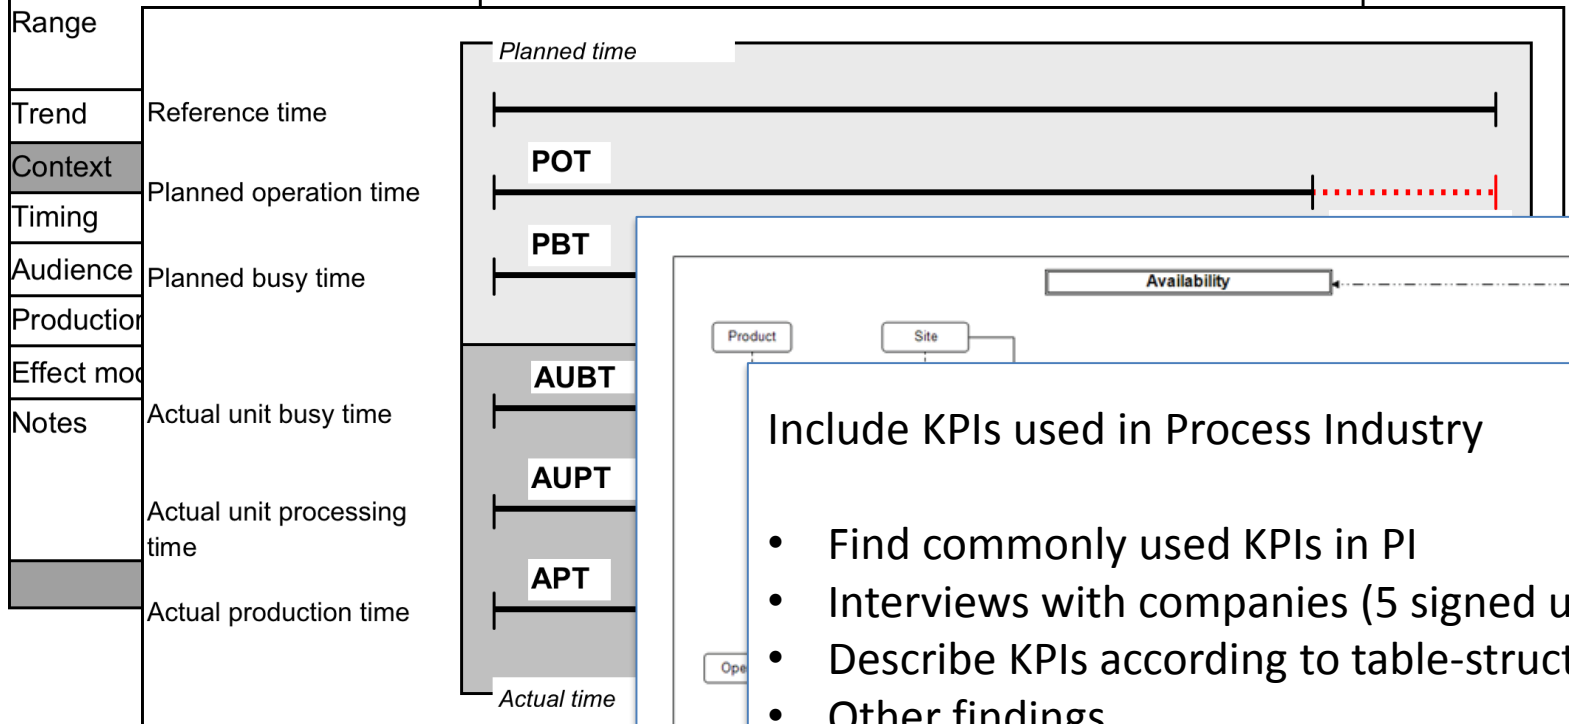 Range
Trend
Context
Timing
Audience
Production
Effect mod
Notes
Planned time
Reference time
POT
Planned operation time
PBT
Planned busy time
AUBT
Actual unit busy time
AUPT
Actual unit processing
time
APT
Actual production time
Actual time
Availability
Product
Site
Ope
Include KPIs used in Process Industry
• Find commonly used KPIs in PI
• Interviews with companies (5 signed u
• Describe KPIs according to table-struct
• Other findings